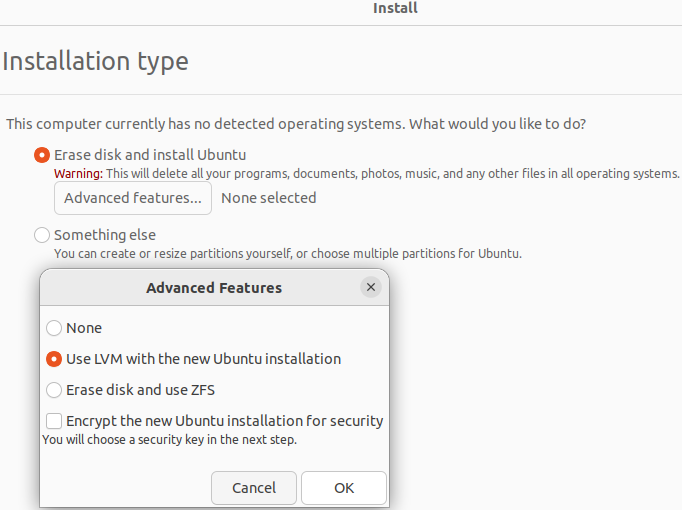 Install
Installation type
This computer currently has no detected operating systems. What would you like to do?
Erase disk and install Ubuntu
Warning: This will delete all your programs, documents, photos, music, and any other files in all operating systems.
Advanced features... None selected
Something else
You can create or resize partitions yourself, or choose multiple partitions for Ubuntu.
Advanced Features
None
Use LVM with the new Ubuntu installation
Erase disk and use ZFS
Encrypt the new Ubuntu installation for security
You will choose a security key in the next step.
Cancel OK